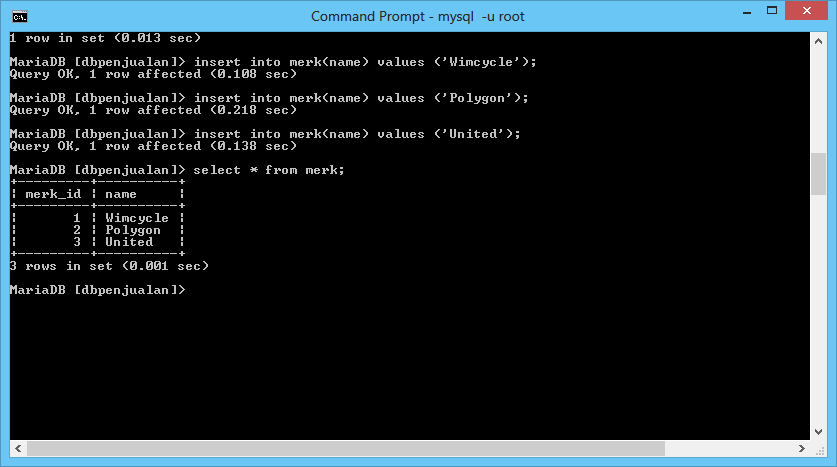 Command Prompt - mysql  -u root
1 row in set (0.013 sec)
MariaDB [dbpenjualan]> insert into merk(name) values ('Wimcycle');
Query OK, 1 row affected (0.108 sec)
MariaDB [dbpenjualan]> insert into merk(name) values ('Polygon');
Query OK, 1 row affected (0.218 sec)
MariaDB [dbpenjualan]> insert into merk(name) values ('United');
Query OK, 1 row affected (0.138 sec)
MariaDB [dbpenjualan]> select * from merk;
+---------+----------+
| merk_id | name     |
+---------+----------+
|       1 | Wimcycle |
|       2 | Polygon  |
|       3 | United   |
+---------+----------+
3 rows in set (0.001 sec)
MariaDB [dbpenjualan]>